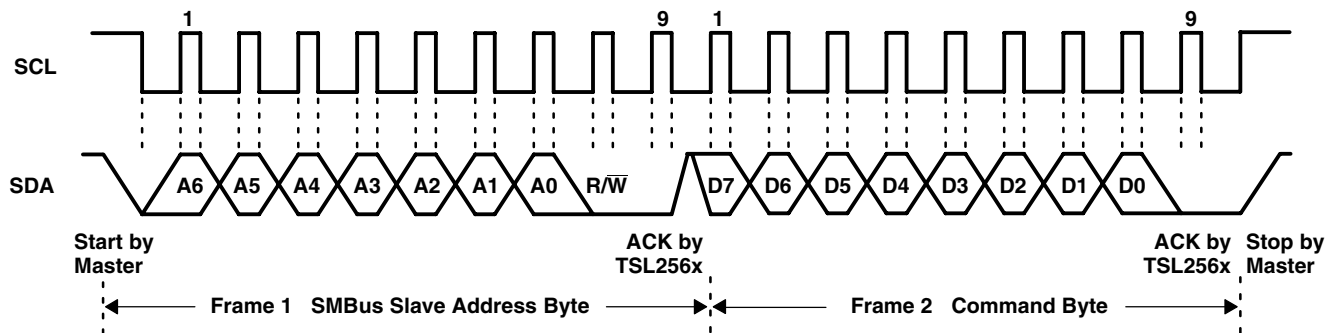 1 9 1 9
SCL
SDA A6 A5 A4 A3 A2 A1 A0 R/W̅ D7 D6 D5 D4 D3 D2 D1 D0
Start by
Master
ACK by
TSL256x
ACK by
TSL256x
Stop by
Master
Frame 1 SMBus Slave Address Byte
Frame 2 Command Byte